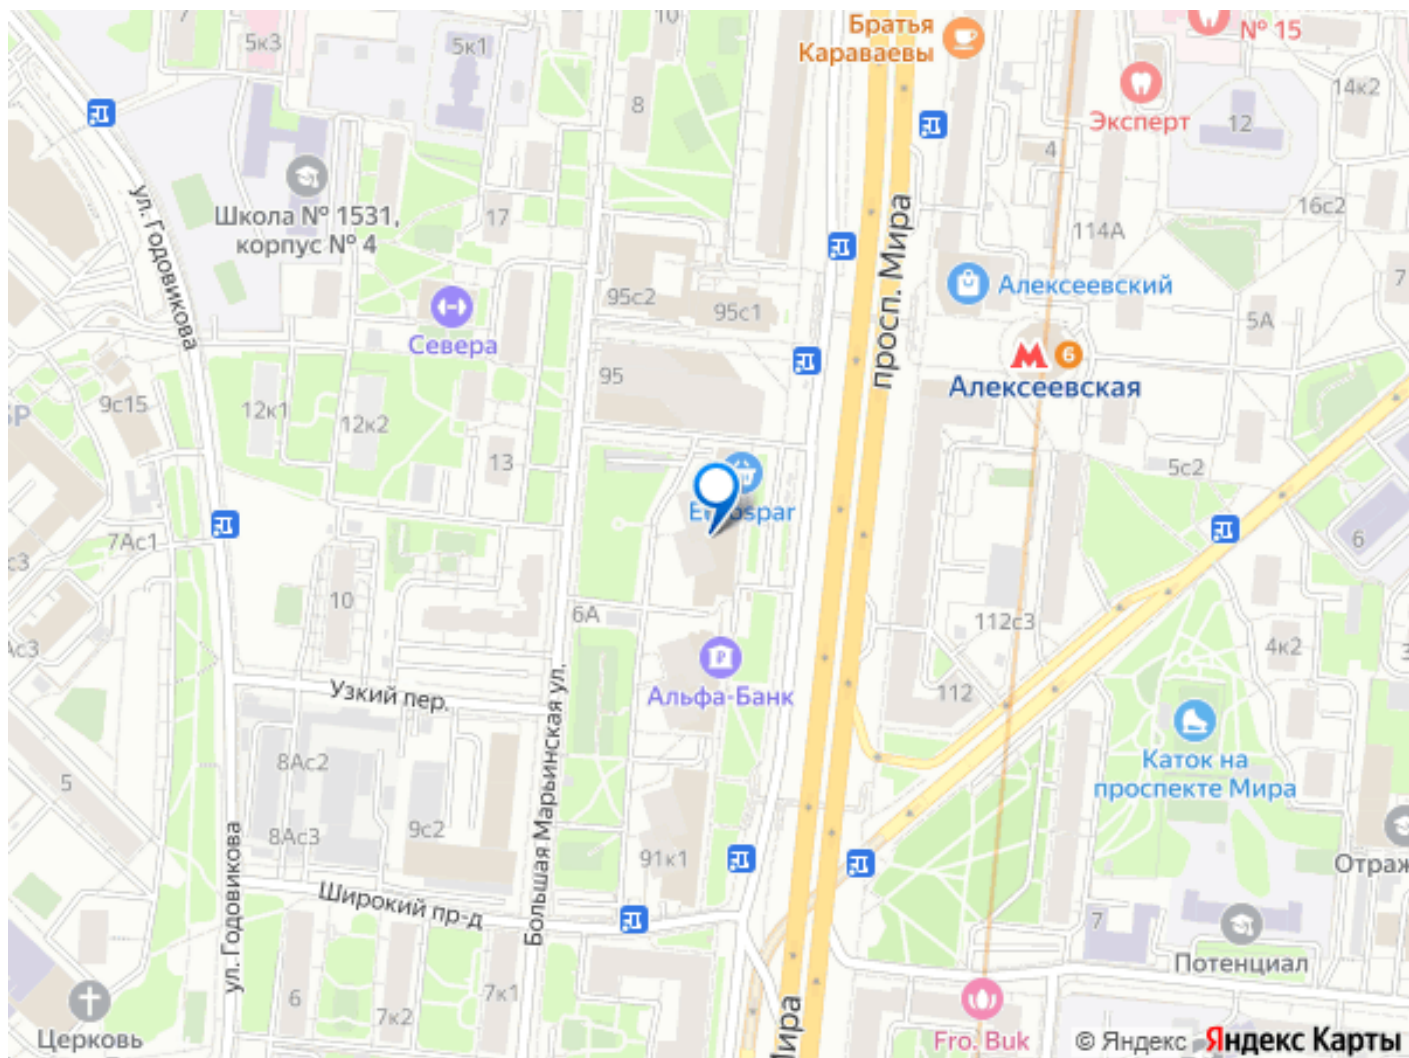 Братья
Караваевы
№ 15
5к3
5к1
10
8
14к2
Эксперт
12
4
ул. Годовикова
Школа № 1531,
корпус № 4
17
просп. Мира
16с2
114А
7
Алексеевский
95с2
95с1
Севера
5А
6
Алексеевская
95
9с15
12к1
12к2
13
5с2
Eurospar
7Ас1
6
10
6А
112с3
4к2
Альфа-Банк
112
Узкий пер.
Большая Марьинская ул.
8Ас2
5
Каток на
проспекте Мира
8Ас3
9с2
91к1
Отраж
ул. Годовикова
Широкий пр-д
7
Потенциал
6
7к1
7к2
Церковь
Мира
Fro. Buk
© Яндекс Яндекс Карты